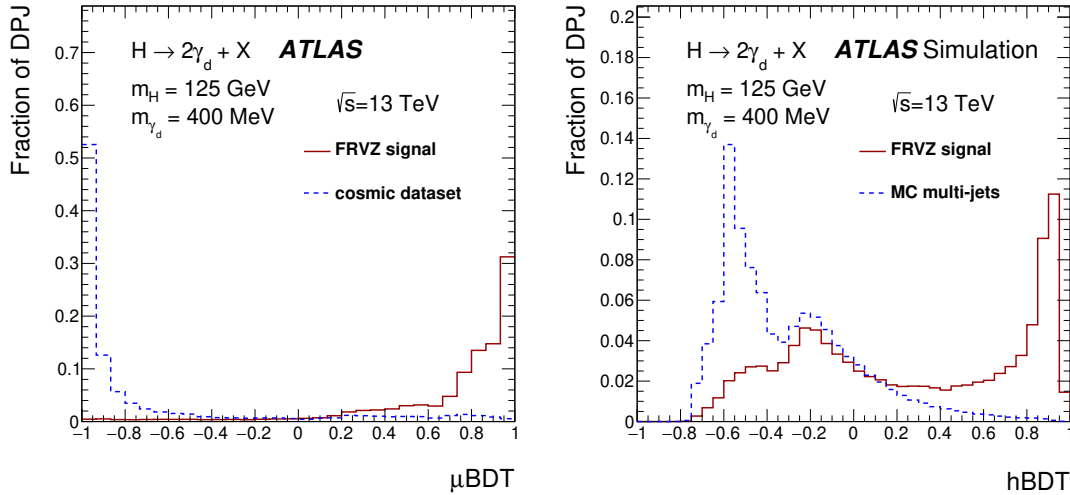 Fraction of DPJ
0.7
0.6
0.5
0.4
0.3
0.2
0.1
0
−1 −0.8 −0.6 −0.4 −0.2 0 0.2 0.4 0.6 0.8 1
μBDT
H → 2γd + X ATLAS
mH = 125 GeV
√s=13 TeV
mγd = 400 MeV
FRVZ signal
cosmic dataset
Fraction of DPJ
0.2
0.18
0.16
0.14
0.12
0.1
0.08
0.06
0.04
0.02
0
−1 −0.8 −0.6 −0.4 −0.2 0 0.2 0.4 0.6 0.8 1
hBDT
H → 2γd + X ATLAS Simulation
mH = 125 GeV
√s=13 TeV
mγd = 400 MeV
FRVZ signal
MC multi-jets